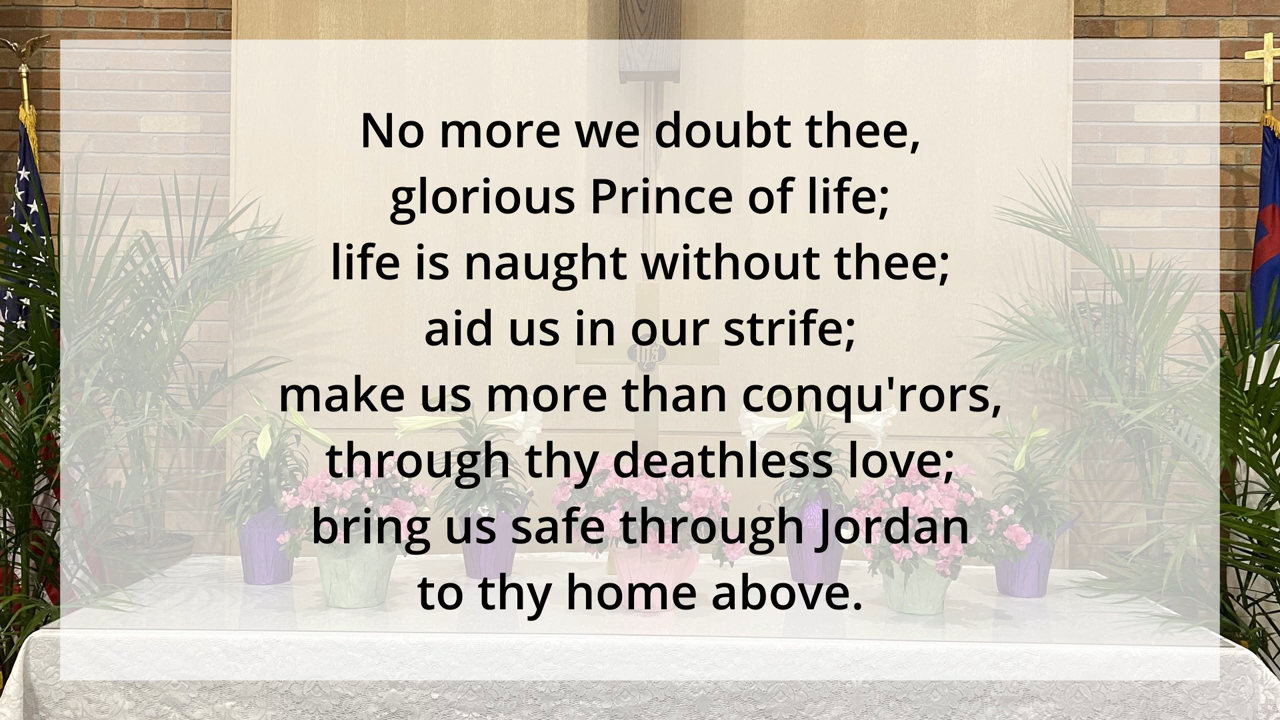 No more we doubt thee,
glorious Prince of life;
life is naught without thee;
aid us in our strife;
make us more than conqu'rors,
through thy deathless love;
bring us safe through Jordan
to thy home above.